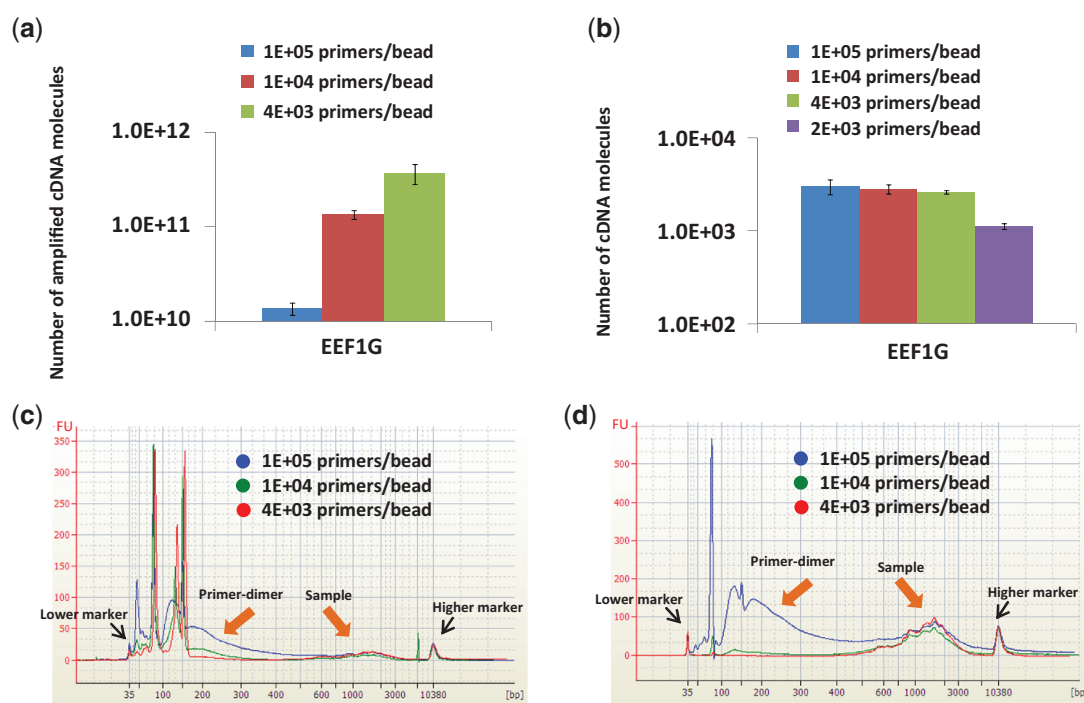 (a)
1E+05 primers/bead
1E+04 primers/bead
4E+03 primers/bead
Number of amplified cDNA molecules
1.0E+12
1.0E+11
1.0E+10
EEF1G
(b)
1E+05 primers/bead
1E+04 primers/bead
4E+03 primers/bead
2E+03 primers/bead
Number of cDNA molecules
1.0E+04
1.0E+03
1.0E+02
EEF1G
(c)
FU
350
300
250
200
150
100
50
0
1E+05 primers/bead
1E+04 primers/bead
4E+03 primers/bead
Lower marker
Primer-dimer
Sample
Higher marker
35 100 200 300 400 600 1000 3000 10380 [bp]
(d)
FU
500
400
300
200
100
0
1E+05 primers/bead
1E+04 primers/bead
4E+03 primers/bead
Lower marker
Primer-dimer
Sample
Higher marker
35 100 200 300 400 600 1000 3000 10380